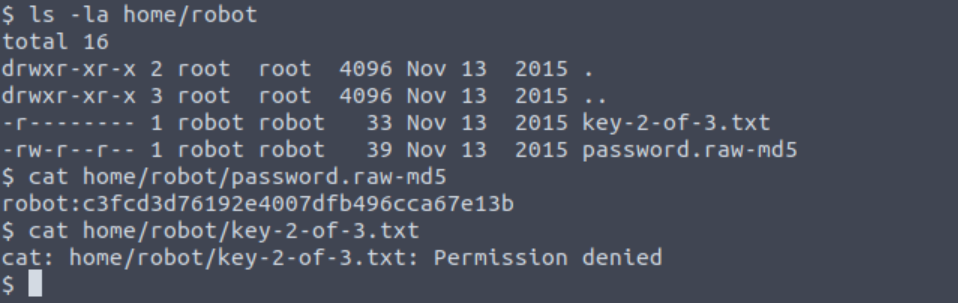 $ ls -la home/robot
total 16
drwxr-xr-x 2 root  root  4096 Nov 13  2015 .
drwxr-xr-x 3 root  root  4096 Nov 13  2015 ..
-r-------- 1 robot robot   33 Nov 13  2015 key-2-of-3.txt
-rw-r--r-- 1 robot robot   39 Nov 13  2015 password.raw-md5
$ cat home/robot/password.raw-md5
robot:c3fcd3d76192e4007dfb496cca67e13b
$ cat home/robot/key-2-of-3.txt
cat: home/robot/key-2-of-3.txt: Permission denied
$